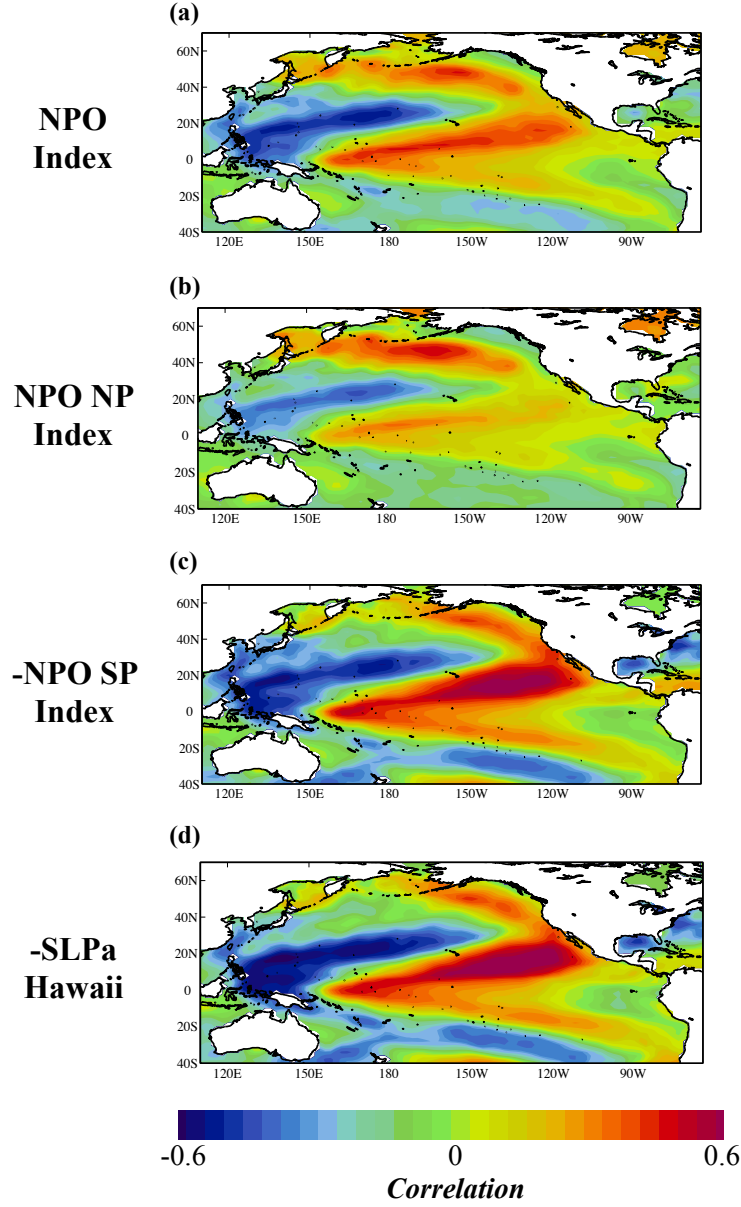 (a)
NPO
Index
60N
40N
20N
0
20S
40S
120E 150E 180 150W 120W 90W
(b)
NPO NP
Index
60N
40N
20N
0
20S
40S
120E 150E 180 150W 120W 90W
(c)
-NPO SP
Index
60N
40N
20N
0
20S
40S
120E 150E 180 150W 120W 90W
(d)
-SLPa
Hawaii
60N
40N
20N
0
20S
40S
120E 150E 180 150W 120W 90W
-0.6 0 0.6
Correlation